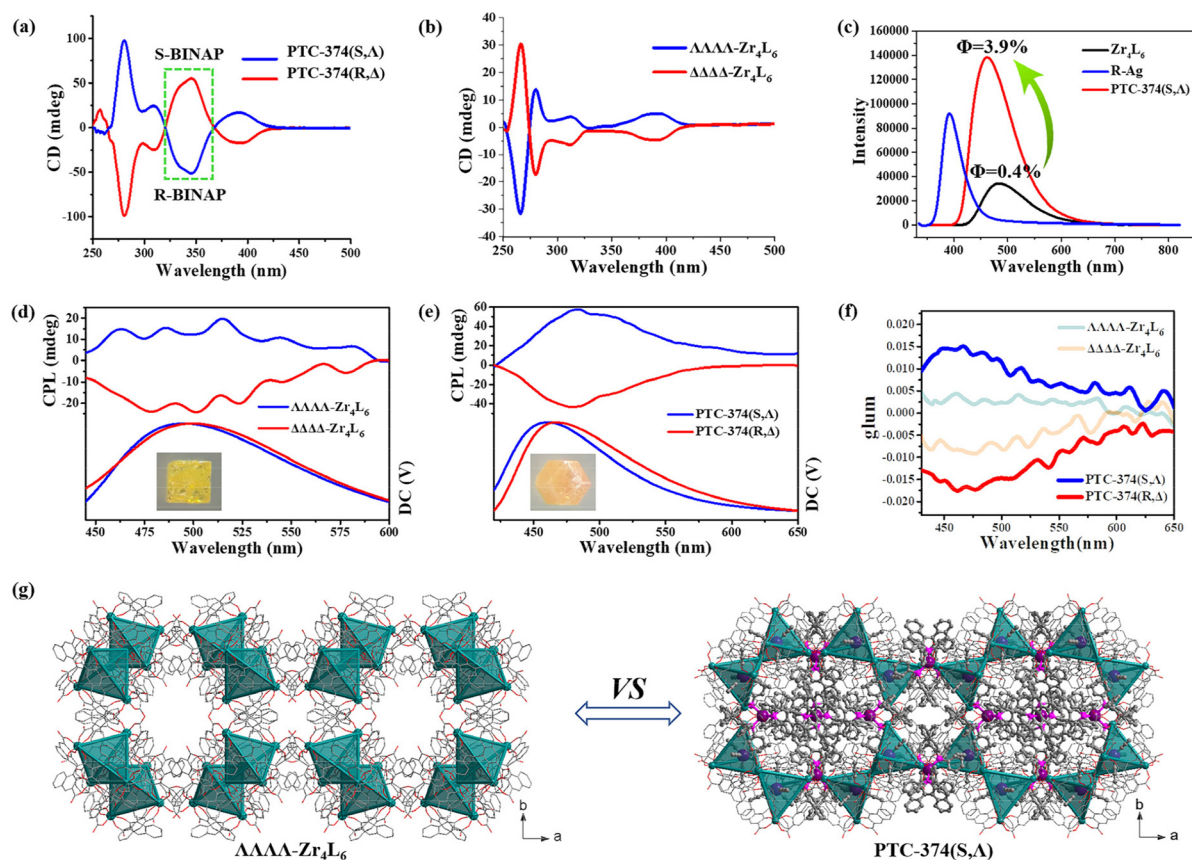 (a)
100
50
0
-50
-100
CD (mdeg)
S-BINAP
R-BINAP
PTC-374(S,Λ)
PTC-374(R,Δ)
250 300 350 400 450 500
Wavelength (nm)
(b)
40
30
20
10
0
-10
-20
-30
-40
CD (mdeg)
ΛΛΛΛ-Zr₄L₆
ΔΔΔΔ-Zr₄L₆
250 300 350 400 450 500
Wavelength (nm)
(c)
160000
140000
120000
100000
80000
60000
40000
20000
0
Intensity
Φ=3.9%
Φ=0.4%
Zr₄L₆
R-Ag
PTC-374(S,Λ)
400 500 600 700 800
Wavelength (nm)
(d)
20
10
0
-10
-20
CPL (mdeg)
ΛΛΛΛ-Zr₄L₆
ΔΔΔΔ-Zr₄L₆
DC (V)
450 475 500 525 550 575 600
Wavelength (nm)
(e)
60
40
20
0
-20
-40
CPL (mdeg)
PTC-374(S,Λ)
PTC-374(R,Δ)
DC (V)
450 500 550 600 650
Wavelength (nm)
(f)
0.015
0.010
0.005
0.000
-0.005
-0.010
-0.015
-0.020
glum
ΛΛΛΛ-Zr₄L₆
ΔΔΔΔ-Zr₄L₆
PTC-374(S,Λ)
PTC-374(R,Δ)
450 500 550 600 650
Wavelength(nm)
(g)
VS
b
a
b
a
ΛΛΛΛ-Zr₄L₆
PTC-374(S,Λ)